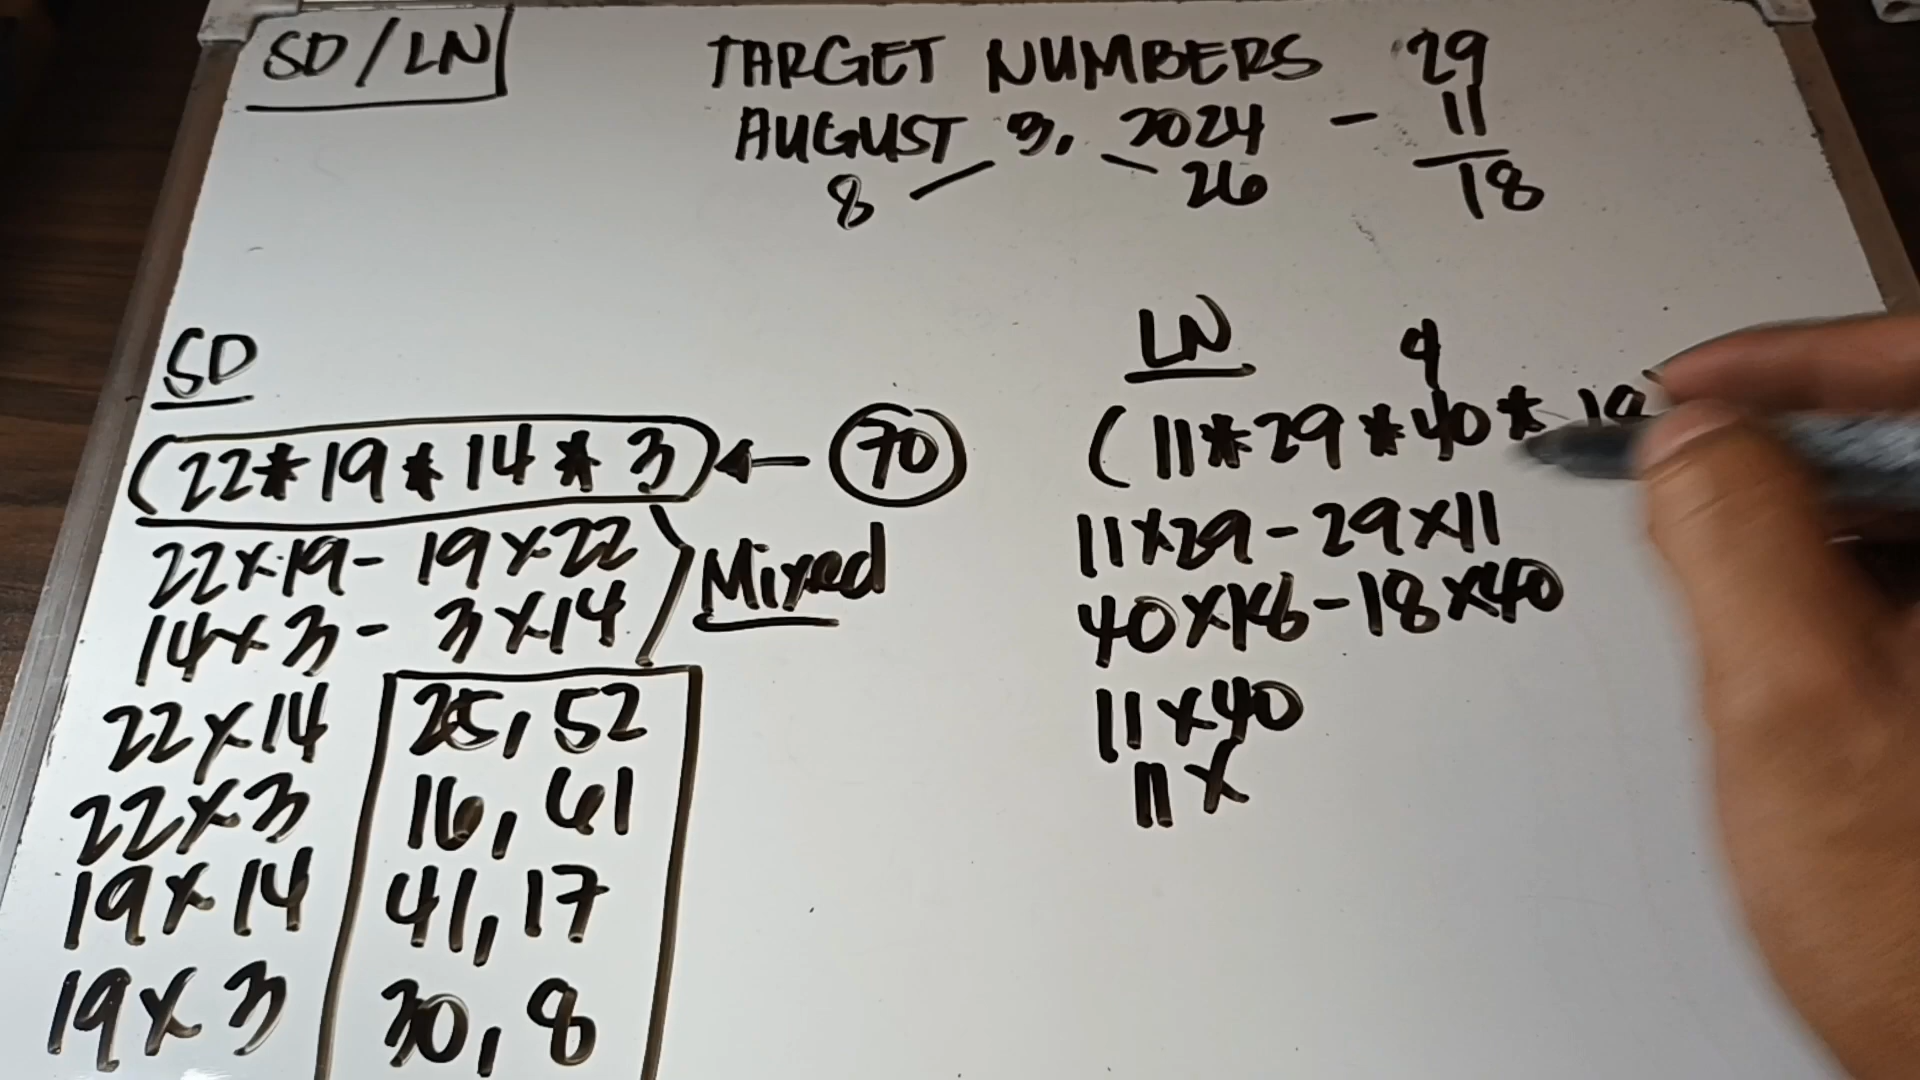 SD/LN
TARGET NUMBERS 29
AUGUST 3, 2024 - 11
8 26 18
SD
(22*19*14*3) 70
22x19- 19x22
14x3- 3x14
Mixed
22x14 25, 52
22x3 16, 61
19x14 41, 17
19x3 30, 8
LN
9
(11*29*40*
11x29-29x11
40x18-18x40
11x40
11x